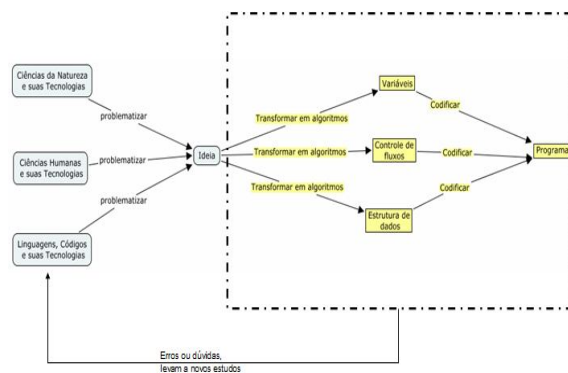 Ciências da Natureza
e suas Tecnologias
problematizar
Ciências Humanas
e suas Tecnologias
problematizar
problematizar
Linguagens, Códigos
e suas Tecnologias
Ideia
Transformar em algoritmos
Transformar em algoritmos
Transformar em algoritmos
Variáveis
Controle de
fluxos
Estrutura de
dados
Codificar
Codificar
Codificar
Programa
Erros ou dúvidas,
levam a novos estudos